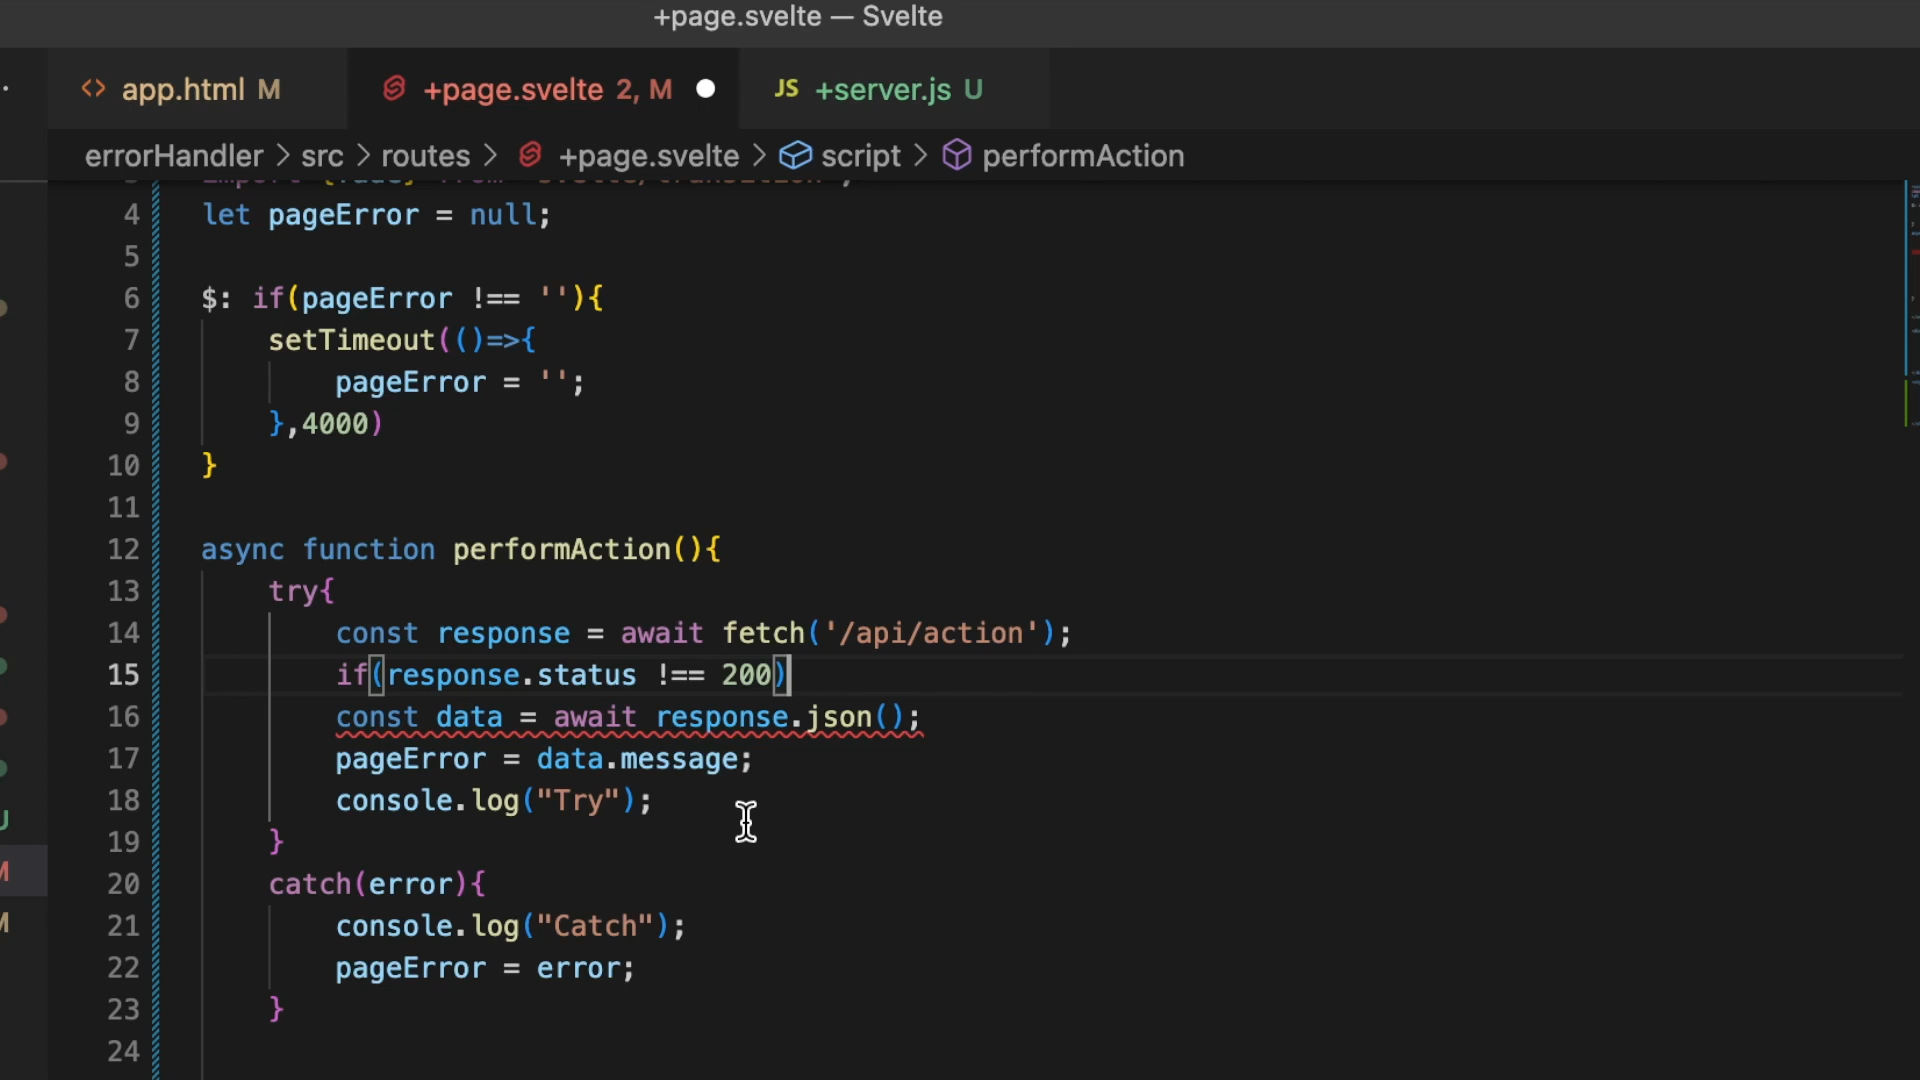 +page.svelte — Svelte
app.html M
+page.svelte 2, M
JS +server.js U
errorHandler > src > routes > +page.svelte > script > performAction
4 let pageError = null;
5
6 $: if(pageError !== ''){
7 setTimeout(()=>{
8 pageError = '';
9 },4000)
10 }
11
12 async function performAction(){
13 try{
14 const response = await fetch('/api/action');
15 if(response.status !== 200)
16 const data = await response.json();
17 pageError = data.message;
18 console.log("Try");
19 }
20 catch(error){
21 console.log("Catch");
22 pageError = error;
23 }
24